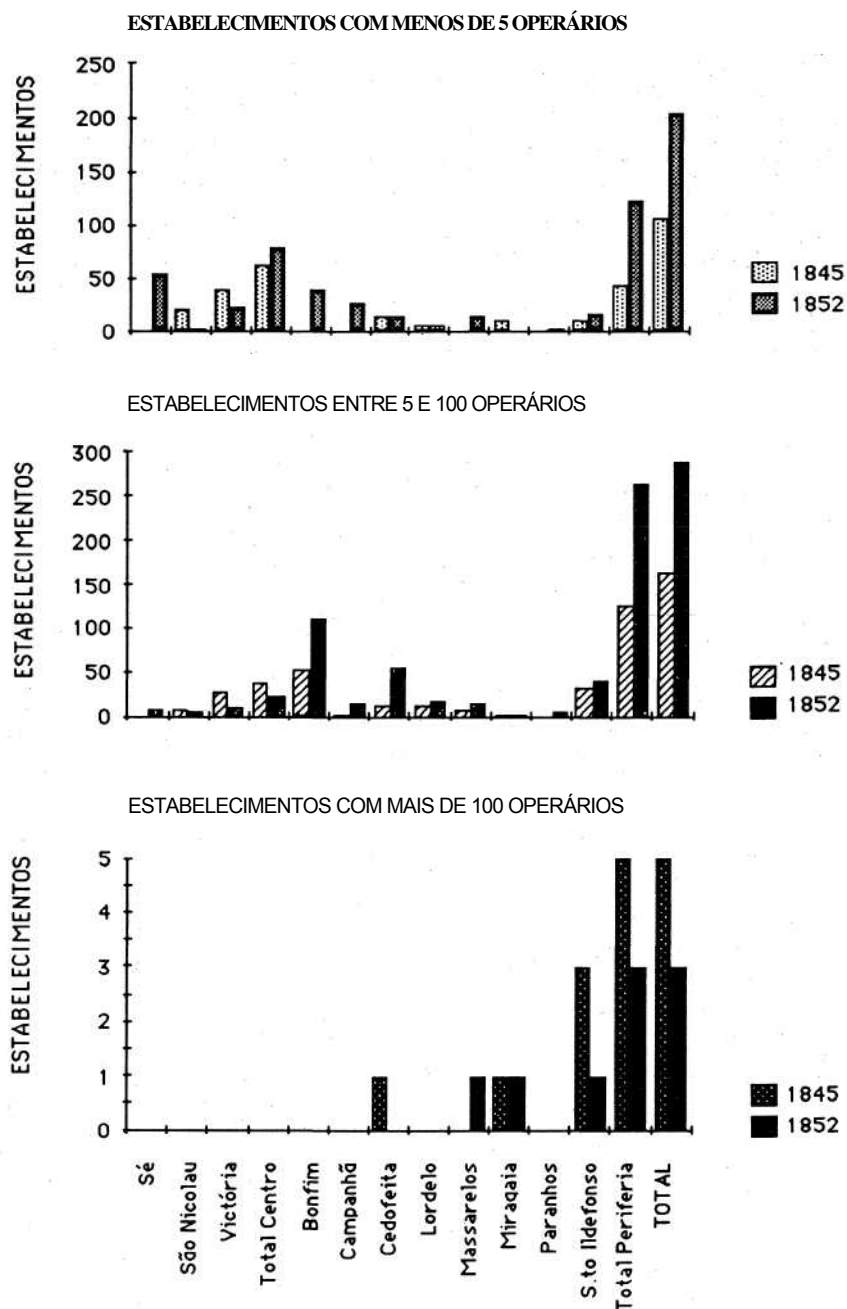 ESTABELECIMENTOS COM MENOS DE 5 OPERÁRIOS
ESTABELECIMENTOS
250
200
150
100
50
0
1845
1852
ESTABELECIMENTOS ENTRE 5 E 100 OPERÁRIOS
ESTABELECIMENTOS
300
250
200
150
100
50
0
1845
1852
ESTABELECIMENTOS COM MAIS DE 100 OPERÁRIOS
ESTABELECIMENTOS
5
4
3
2
1
0
1845
1852
Sé
São Nicolau
Victória
Total Centro
Bonfim
Campanhã
Cedofeita
Lordelo
Massarelos
Miragaia
Paranhos
S.to Ildefonso
Total Periferia
TOTAL